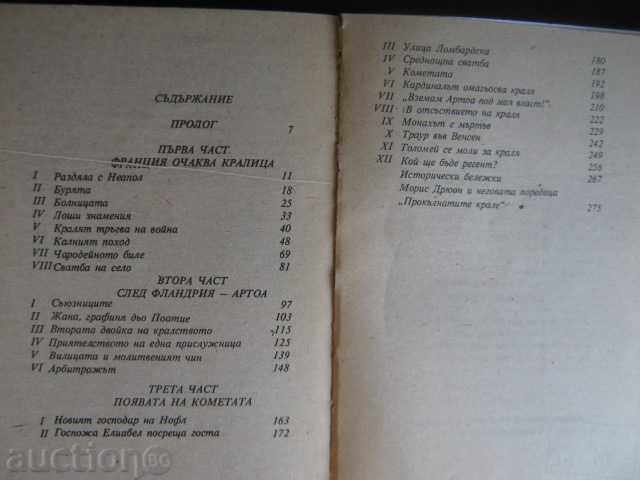 СЪДЪРЖАНИЕ
ПРОЛОГ 7
ПЪРВА ЧАСТ
ФРАНЦИЯ ОЧАКВА КРАЛИЦА
I Раздяла с Неапол 11
II Бурята 18
III Болницата 25
IV Лоши знамения 33
V Кралят тръгва на война 40
VI Калният поход 48
VII Чародейното биле 69
VIII Сватба на село 81
ВТОРА ЧАСТ
СЛЕД ФЛАНДРИЯ — АРТОА
I Съюзниците 97
II Жана, графиня дьо Поатие 103
III Втората двойка на кралството 115
IV Приятелството на една прислужница 125
V Вилицата и молитвеният чин 139
VI Арбитражът 148
ТРЕТА ЧАСТ
ПОЯВАТА НА КОМЕТАТА
I Новият господар на Нофл 163
II Госпожа Елиабел посреща госта 172
III Улица Ломбардска 180
IV Среднощна сватба 187
V Кометата 192
VI Кардиналът омагьосва краля 198
VII „Вземам Артоа под моя власт!" 210
VIII В отсъствието на краля 222
IX Монахът е мъртъв 229
X Траур във Венсен 242
XI Толомей се моли за краля 249
XII Кой ще бъде регент? 256
Исторически бележки 267
Морис Дрюон и неговата поредица
„Прокълнатите крале" 275
auctionBG